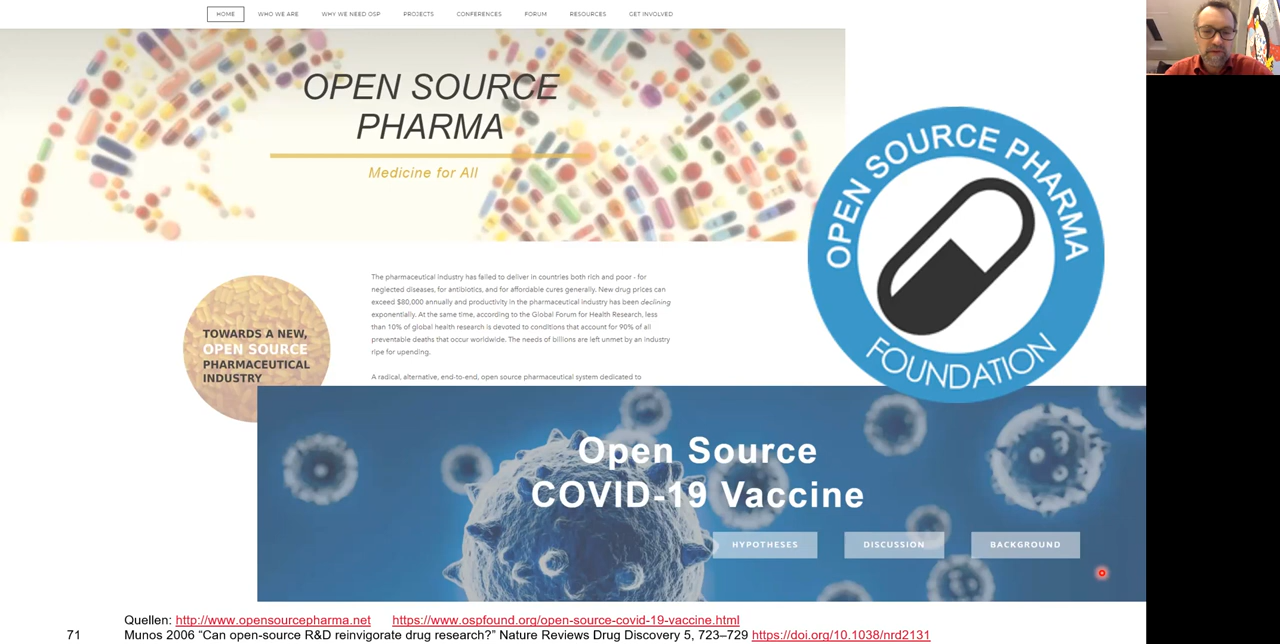 HOME WHO WE ARE WHY WE NEED OSP PROJECTS CONFERENCES FORUM RESOURCES GET INVOLVED
OPEN SOURCE
PHARMA
Medicine for All
OPEN SOURCE PHARMA
FOUNDATION
TOWARDS A NEW,
OPEN SOURCE
PHARMACEUTICAL
INDUSTRY
The pharmaceutical industry has failed to deliver in countries both rich and poor - for
neglected diseases, for antibiotics, and for affordable cures generally. New drug prices can
exceed $80,000 annually and productivity in the pharmaceutical industry has been declining
exponentially. At the same time, according to the Global Forum for Health Research, less
than 10% of global health research is devoted to conditions that account for 90% of all
preventable deaths that occur worldwide. The needs of billions are left unmet by an industry
ripe for upending.
A radical, alternative, end-to-end, open source pharmaceutical system dedicated to
Open Source
COVID-19 Vaccine
HYPOTHESES DISCUSSION BACKGROUND
Quellen: http://www.opensourcepharma.net https://www.ospfound.org/open-source-covid-19-vaccine.html
71 Munos 2006 “Can open-source R&D reinvigorate drug research?” Nature Reviews Drug Discovery 5, 723–729 https://doi.org/10.1038/nrd2131